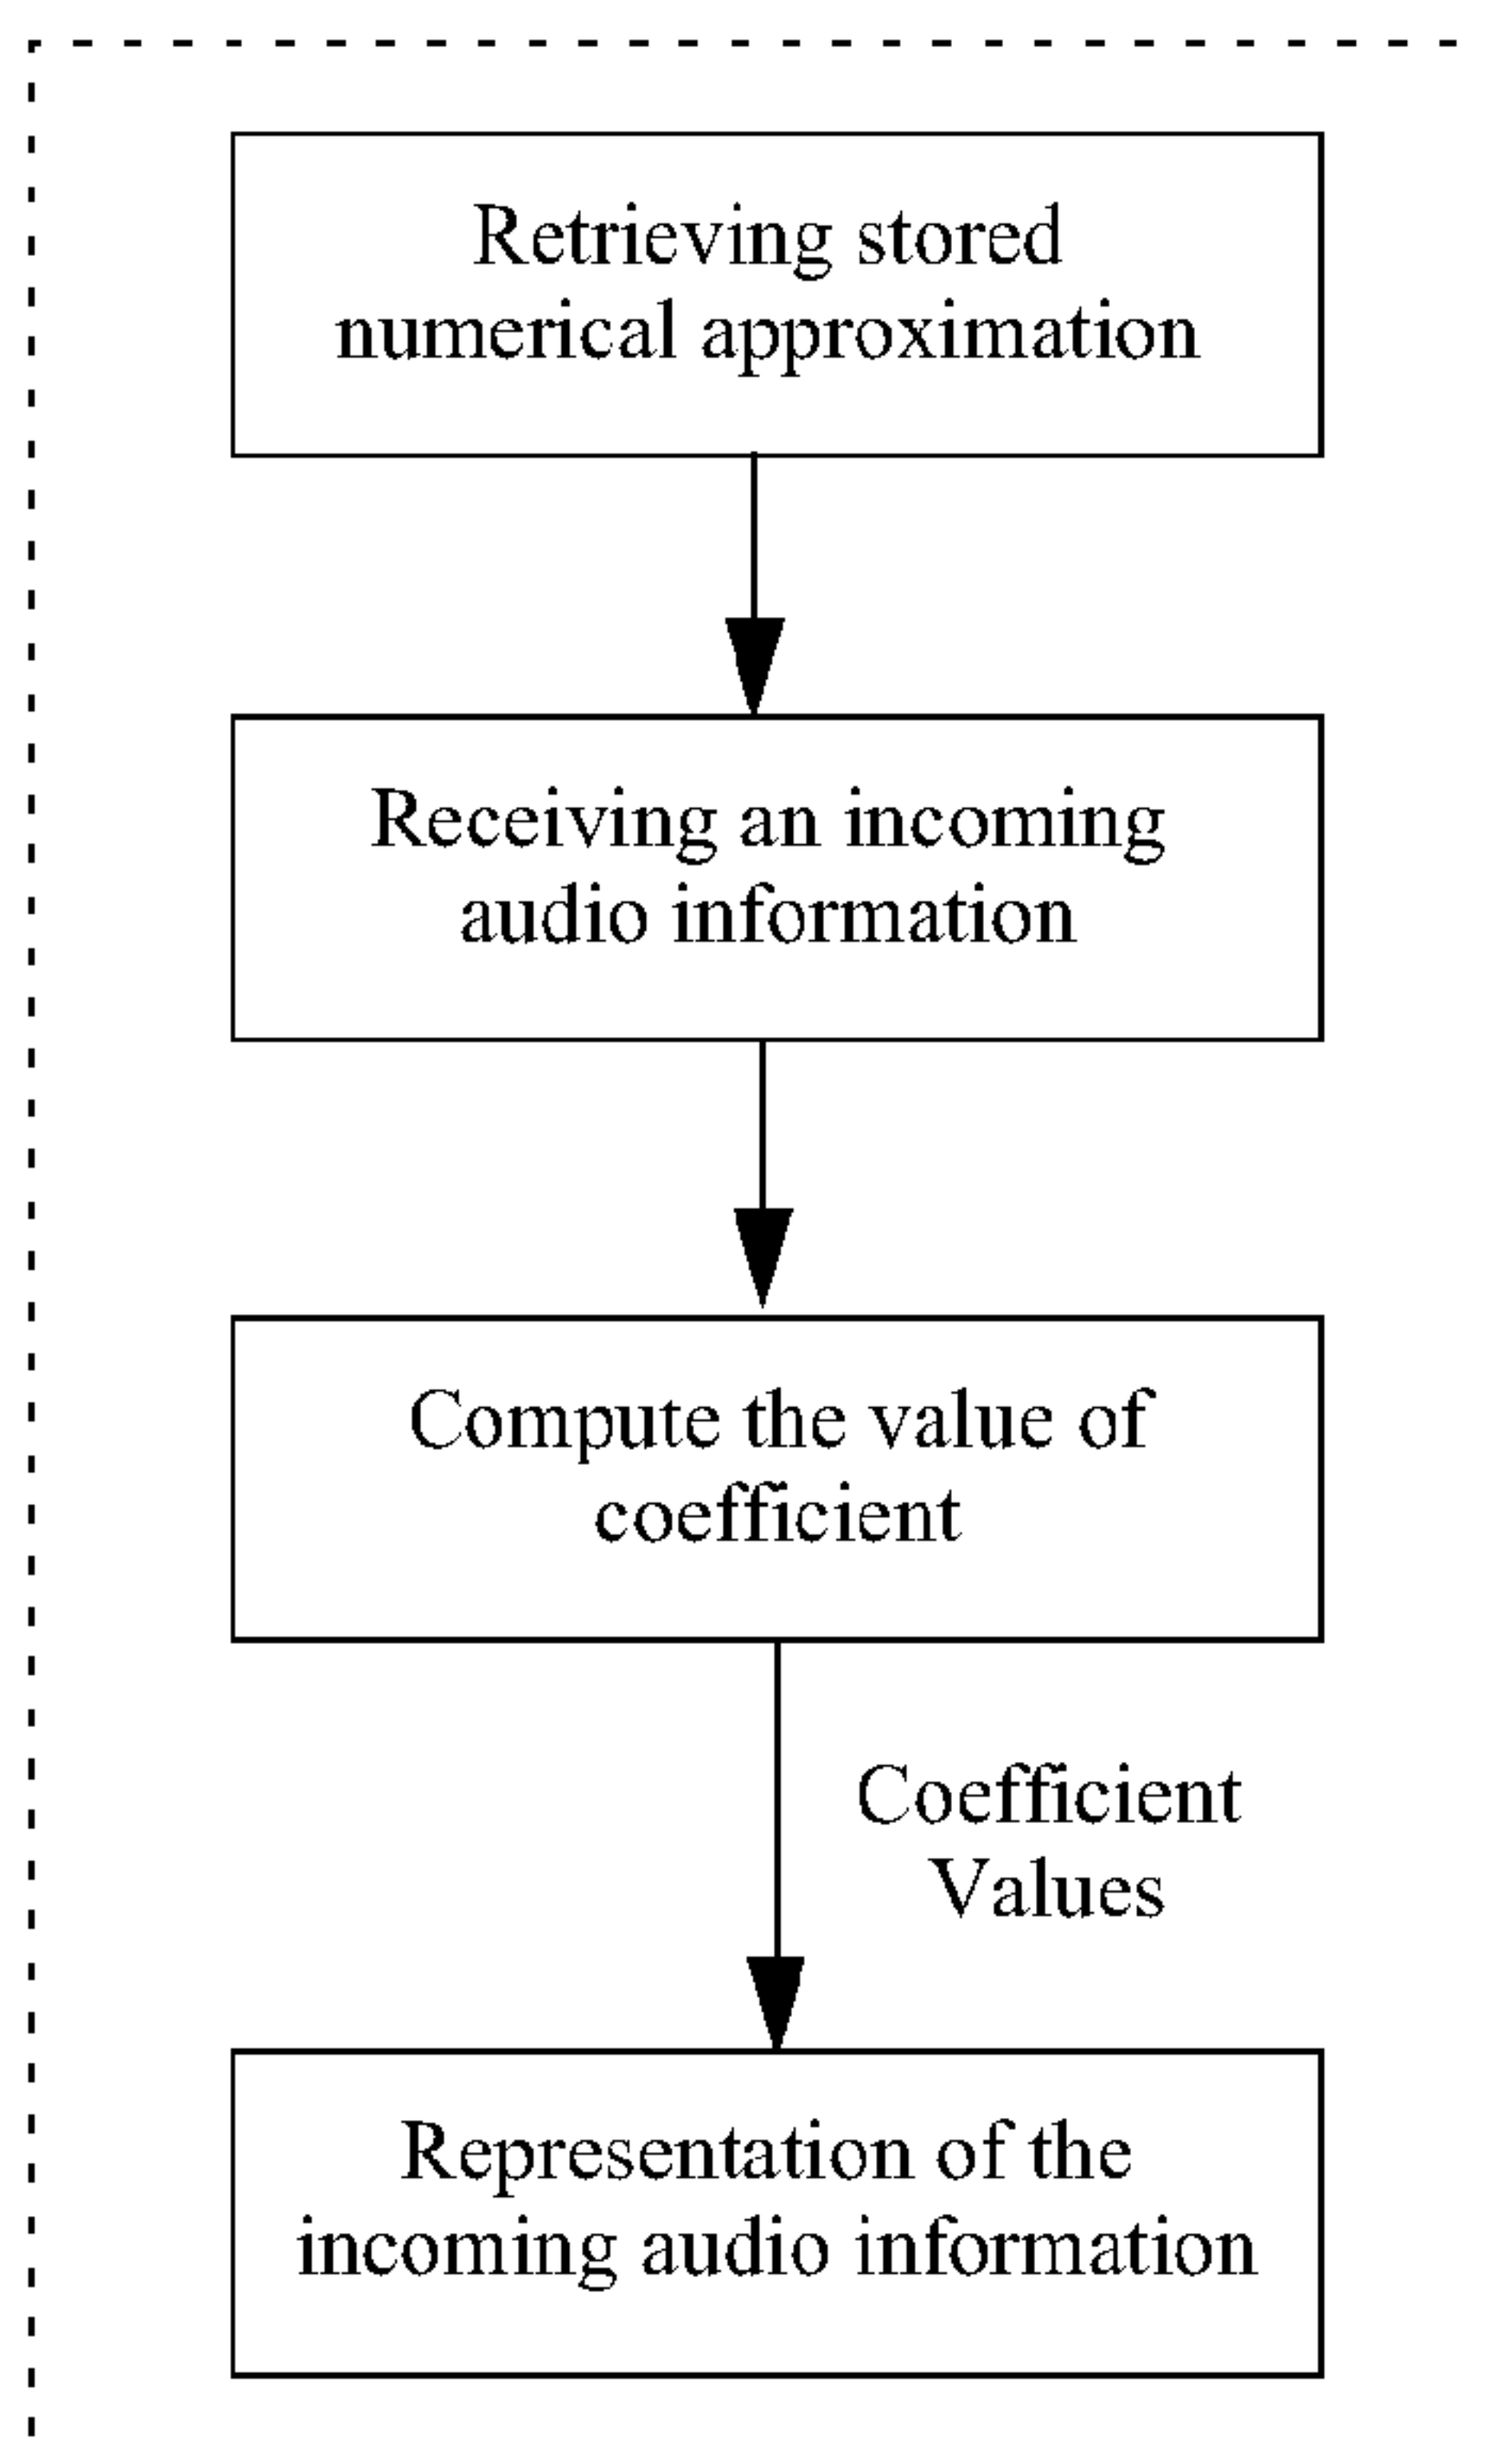 Retrieving stored
numerical approximation
Receiving an incoming
audio information
Compute the value of
coefficient
Coefficient
Values
Representation of the
incoming audio information